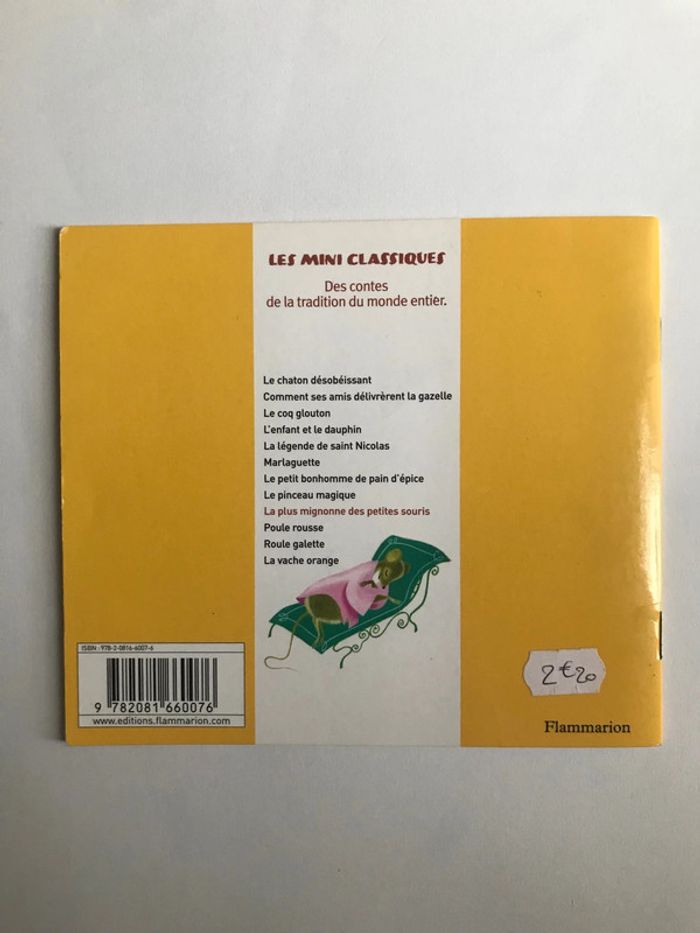 LES MINI CLASSIQUES
Des contes
de la tradition du monde entier.
Le chaton désobéissant
Comment ses amis délivrèrent la gazelle
Le coq glouton
L'enfant et le dauphin
La légende de saint Nicolas
Marlaguette
Le petit bonhomme de pain d'épice
Le pinceau magique
La plus mignonne des petites souris
Poule rousse
Roule galette
La vache orange
ISBN : 978-2-0816-6007-6
9 782081 660076
www.editions.flammarion.com
2€20
Flammarion